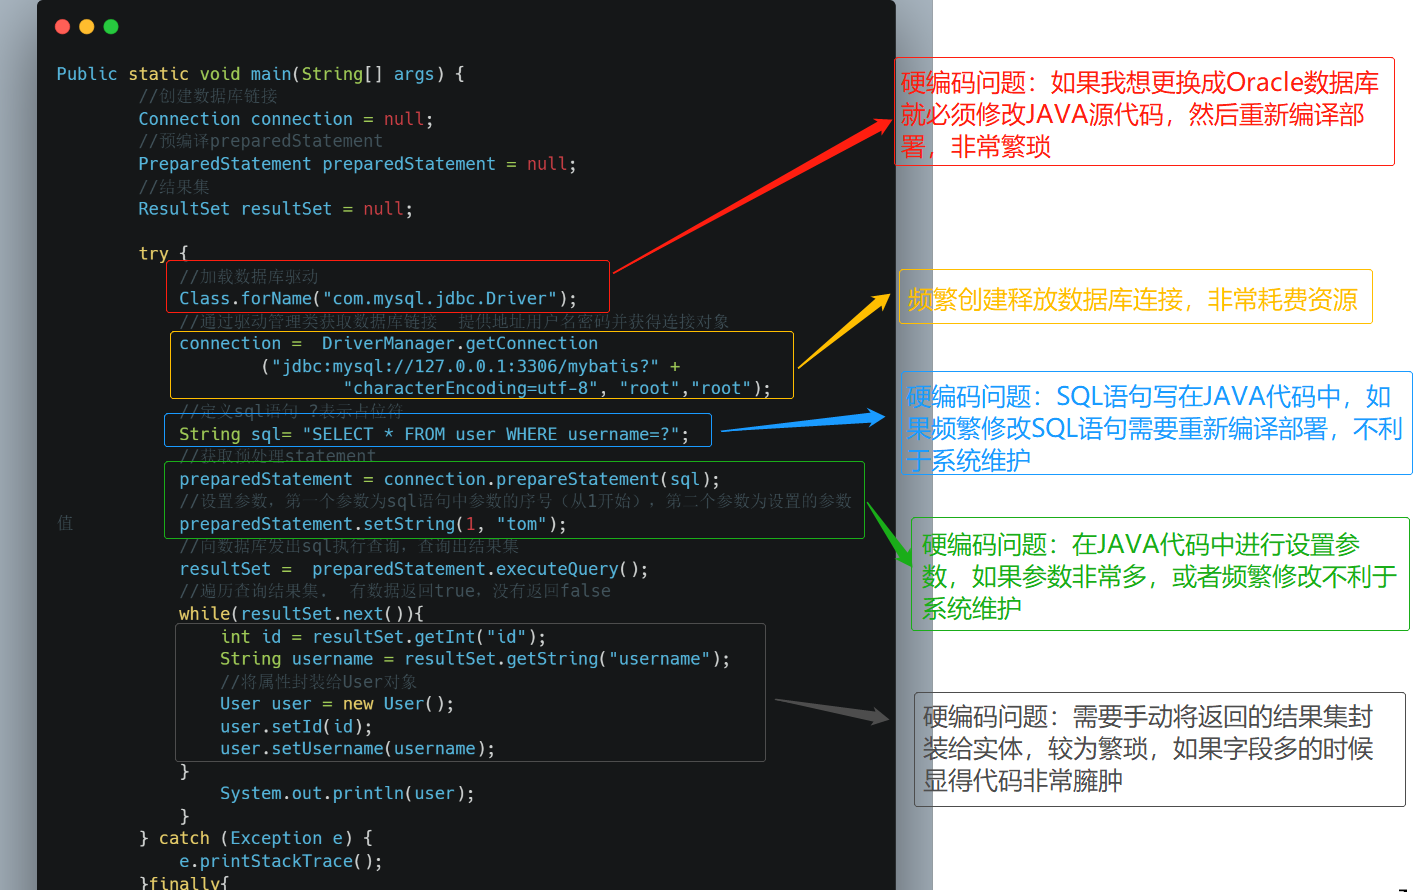 Public static void main(String[] args) {
//创建数据库链接
Connection connection = null;
//预编译preparedStatement
PreparedStatement preparedStatement = null;
//结果集
ResultSet resultSet = null;
try {
//加载数据库驱动
Class.forName("com.mysql.jdbc.Driver");
//通过驱动管理类获取数据库链接  提供地址用户名密码并获得连接对象
connection =  DriverManager.getConnection
("jdbc:mysql://127.0.0.1:3306/mybatis?" +
"characterEncoding=utf-8", "root","root");
//定义sql语句 ?表示占位符
String sql= "SELECT * FROM user WHERE username=?";
//获取预处理statement
preparedStatement = connection.prepareStatement(sql);
//设置参数，第一个参数为sql语句中参数的序号（从1开始），第二个参数为设置的参数
值
preparedStatement.setString(1, "tom");
//向数据库发出sql执行查询，查询出结果集
resultSet =  preparedStatement.executeQuery();
//遍历查询结果集.  有数据返回true，没有返回false
while(resultSet.next()){
int id = resultSet.getInt("id");
String username = resultSet.getString("username");
//将属性封装给User对象
User user = new User();
user.setId(id);
user.setUsername(username);
}
System.out.println(user);
}
} catch (Exception e) {
e.printStackTrace();
}finally{
硬编码问题：如果我想更换成Oracle数据库
就必须修改JAVA源代码，然后重新编译部
署，非常繁琐
频繁创建释放数据库连接，非常耗费资源
硬编码问题：SQL语句写在JAVA代码中，如
果频繁修改SQL语句需要重新编译部署，不利
于系统维护
硬编码问题：在JAVA代码中进行设置参
数，如果参数非常多，或者频繁修改不利于
系统维护
硬编码问题：需要手动将返回的结果集封
装给实体，较为繁琐，如果字段多的时候
显得代码非常臃肿